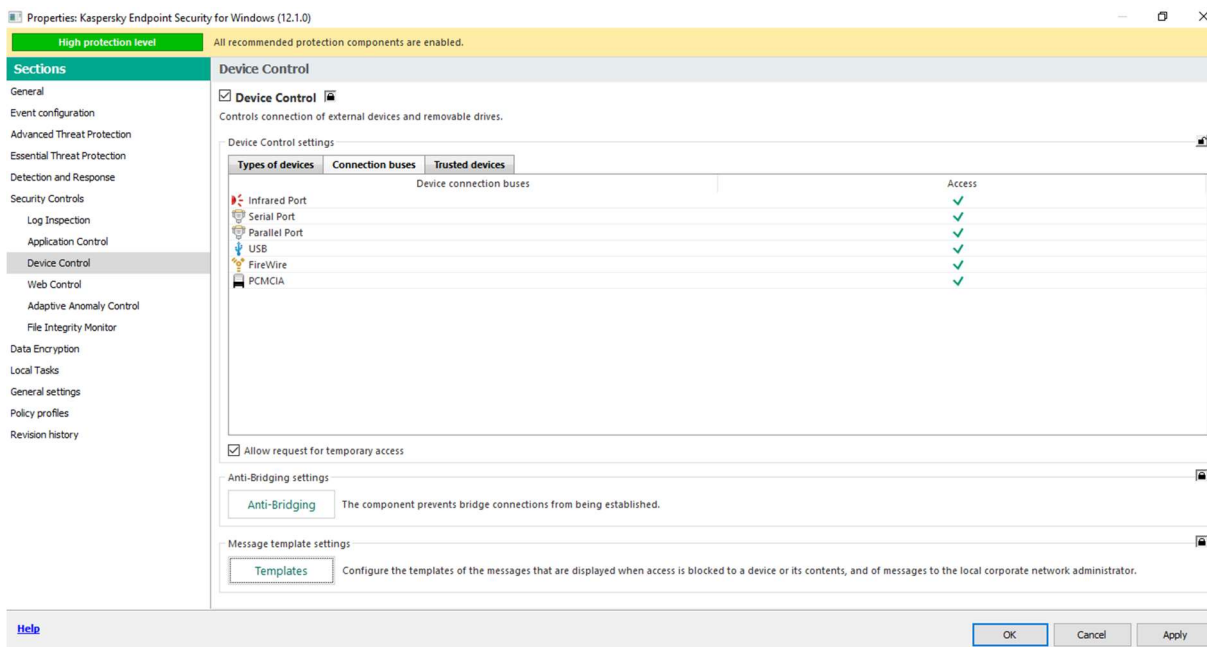 Properties: Kaspersky Endpoint Security for Windows (12.1.0)
High protection level All recommended protection components are enabled.
Sections
General
Event configuration
Advanced Threat Protection
Essential Threat Protection
Detection and Response
Security Controls
Log Inspection
Application Control
Device Control
Web Control
Adaptive Anomaly Control
File Integrity Monitor
Data Encryption
Local Tasks
General settings
Policy profiles
Revision history
Device Control
Device Control
Controls connection of external devices and removable drives.
Device Control settings
Types of devices Connection buses Trusted devices
Device connection buses Access
Infrared Port
Serial Port
Parallel Port
USB
FireWire
PCMCIA
Allow request for temporary access
Anti-Bridging settings
Anti-Bridging The component prevents bridge connections from being established.
Message template settings
Templates Configure the templates of the messages that are displayed when access is blocked to a device or its contents, and of messages to the local corporate network administrator.
Help
OK Cancel Apply